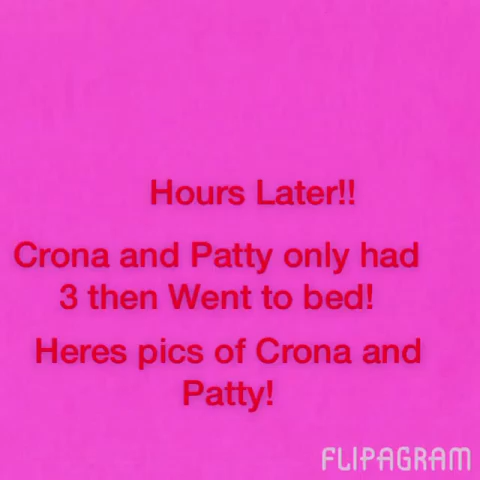 Hours Later!!
Crona and Patty only had
3 then Went to bed!
Heres pics of Crona and
Patty!
FLIPAGRAM